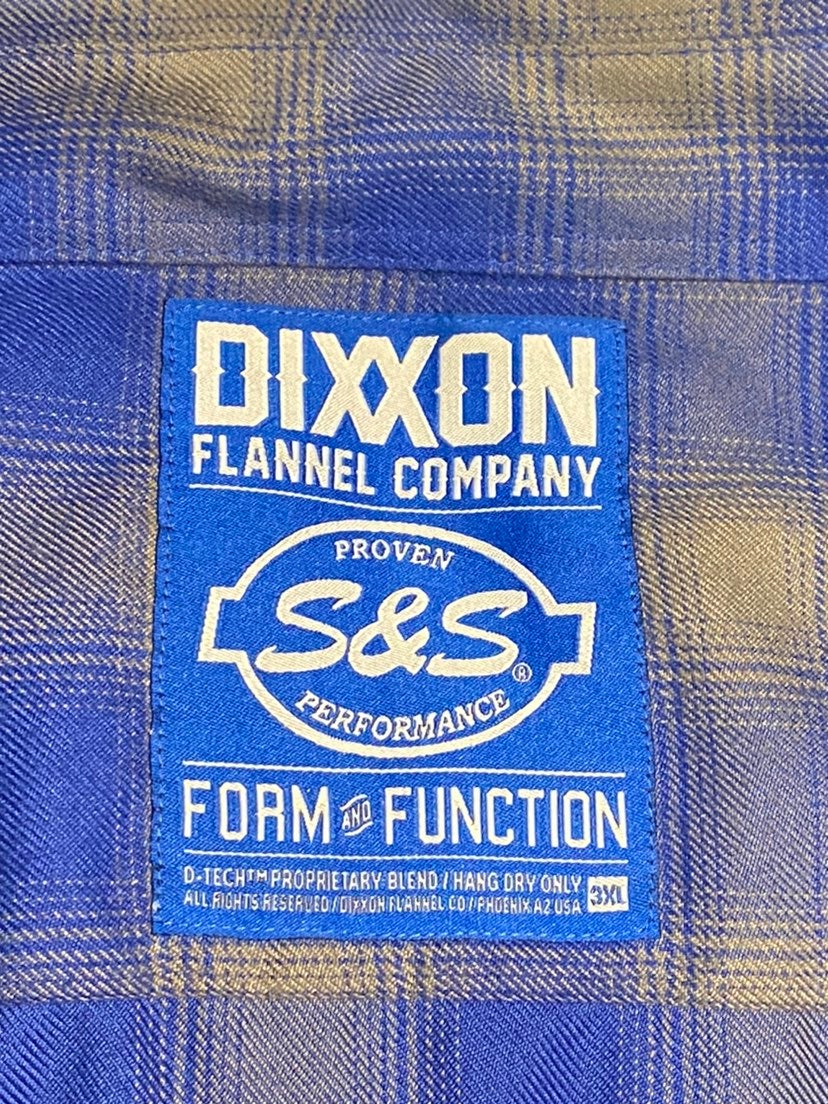 DIXXON
FLANNEL COMPANY
PROVEN
S&S®
PERFORMANCE
FORM AND FUNCTION
D-TECH™ PROPRIETARY BLEND / HANG DRY ONLY
ALL RIGHTS RESERVED / DIXXON FLANNEL CO / PHOENIX AZ USA
3XL